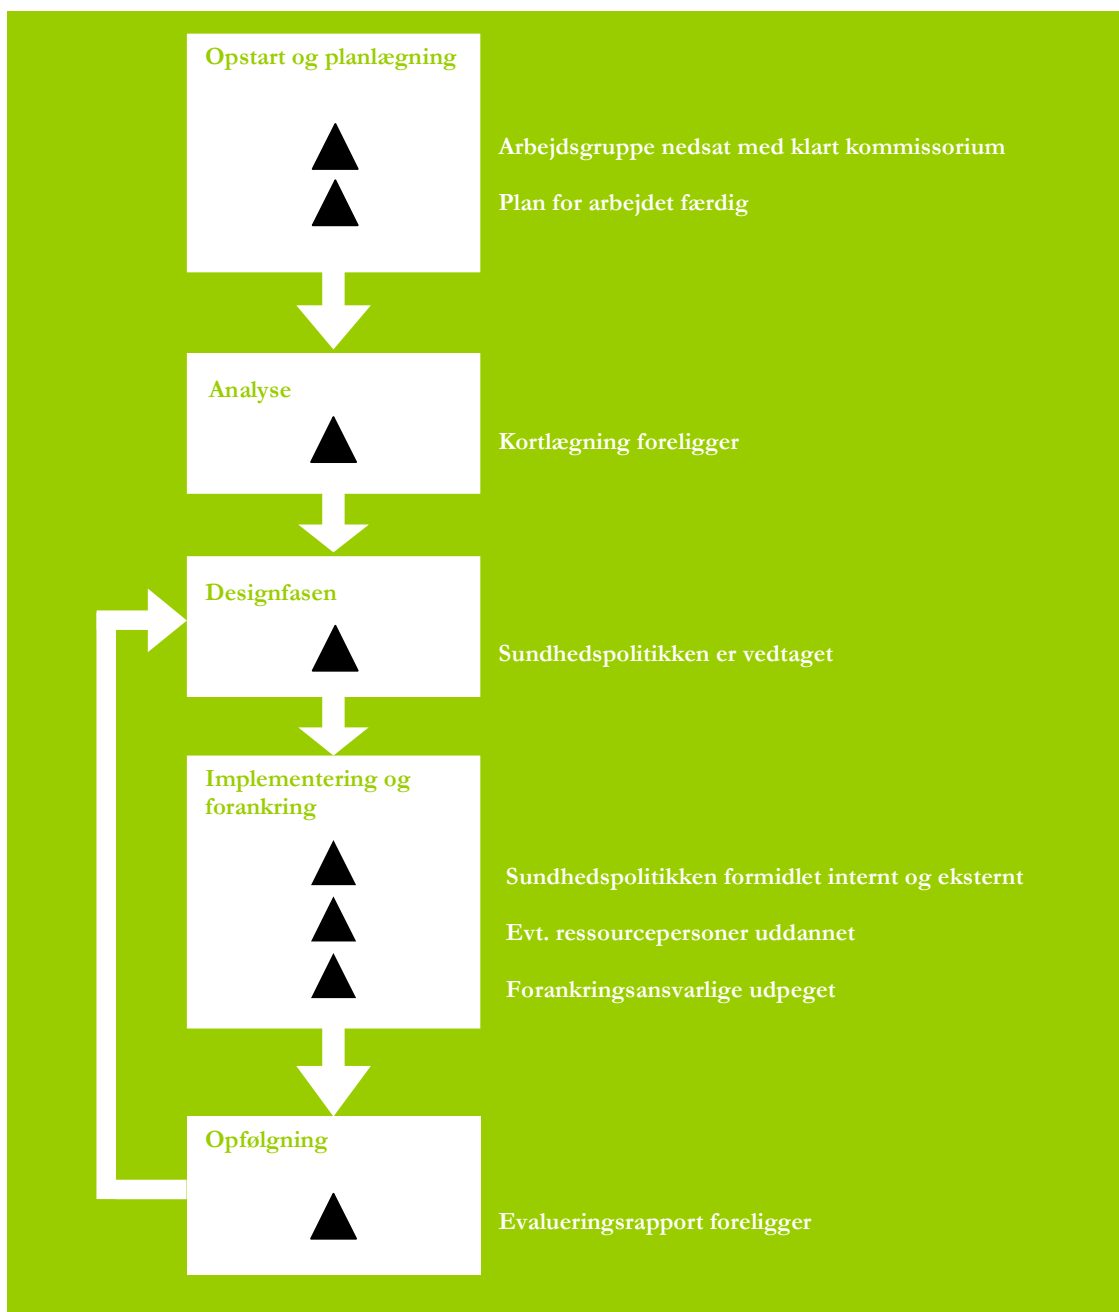 Opstart og planlægning
Arbejdsgruppe nedsat med klart kommissorium
Plan for arbejdet færdig
Analyse
Kortlægning foreligger
Designfasen
Sundhedspolitikken er vedtaget
Implementering og
forankring
Sundhedspolitikken formidlet internt og eksternt
Evt. ressourcepersoner uddannet
Forankringsansvarlige udpeget
Opfølgning
Evalueringsrapport foreligger